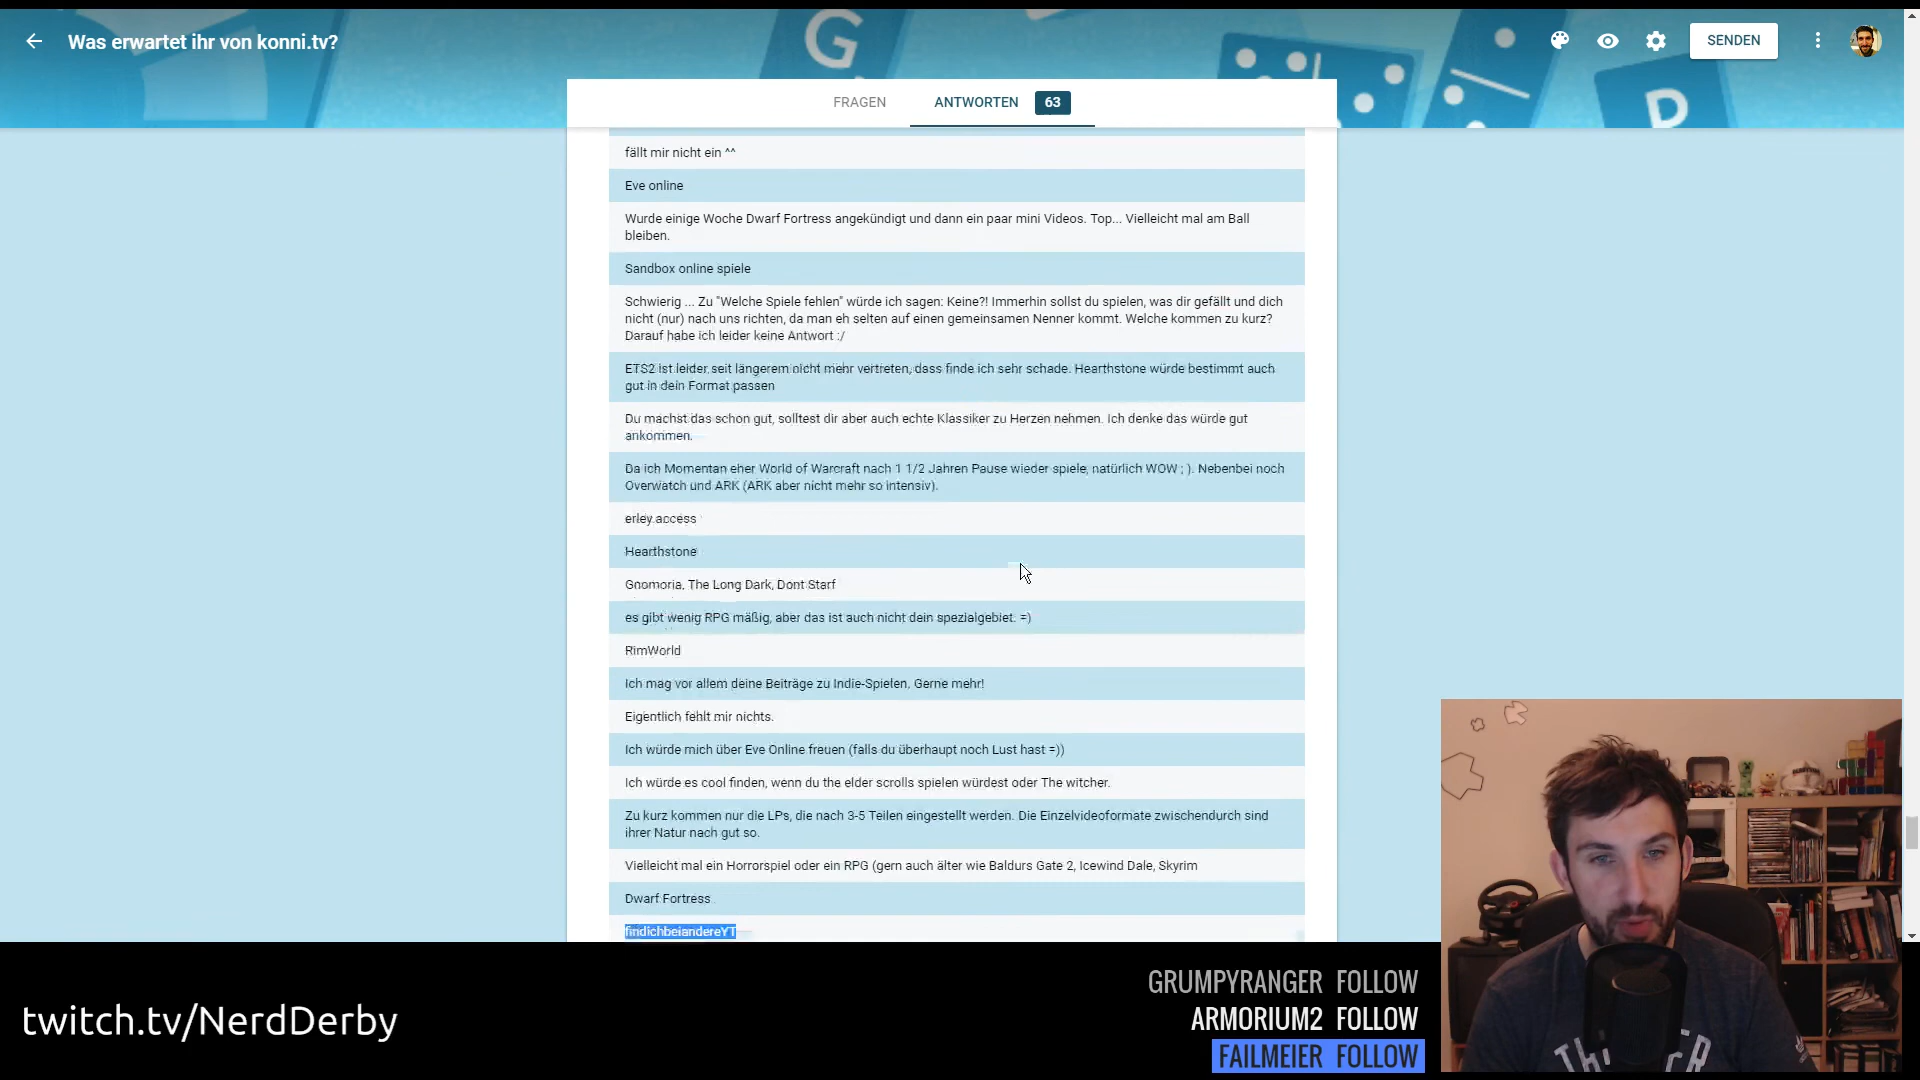 Was erwartet ihr von konni.tv?
SENDEN
FRAGEN
ANTWORTEN 63
fällt mir nicht ein ^^
Eve online
Wurde einige Woche Dwarf Fortress angekündigt und dann ein paar mini Videos. Top... Vielleicht mal am Ball
bleiben.
Sandbox online spiele
Schwierig ... Zu "Welche Spiele fehlen" würde ich sagen: Keine?! Immerhin sollst du spielen, was dir gefällt und dich
nicht (nur) nach uns richten, da man eh selten auf einen gemeinsamen Nenner kommt. Welche kommen zu kurz?
Darauf habe ich leider keine Antwort :/
ETS2 ist leider seit längerem nicht mehr vertreten, dass finde ich sehr schade. Hearthstone würde bestimmt auch
gut in dein Format passen
Du machst das schon gut, solltest dir aber auch echte Klassiker zu Herzen nehmen. Ich denke das würde gut
ankommen.
Da ich Momentan eher World of Warcraft nach 1 1/2 Jahren Pause wieder spiele, natürlich WOW ; ). Nebenbei noch
Overwatch und ARK (ARK aber nicht mehr so intensiv).
erley access
Hearthstone
Gnomoria, The Long Dark, Dont Starf
es gibt wenig RPG mäßig, aber das ist auch nicht dein spezialgebiet. =)
RimWorld
Ich mag vor allem deine Beiträge zu Indie-Spielen. Gerne mehr!
Eigentlich fehlt mir nichts.
Ich würde mich über Eve Online freuen (falls du überhaupt noch Lust hast =))
Ich würde es cool finden, wenn du the elder scrolls spielen würdest oder The witcher.
Zu kurz kommen nur die LPs, die nach 3-5 Teilen eingestellt werden. Die Einzelvideoformate zwischendurch sind
ihrer Natur nach gut so.
Vielleicht mal ein Horrorspiel oder ein RPG (gern auch älter wie Baldurs Gate 2, Icewind Dale, Skyrim
Dwarf Fortress
findichbeiandereYT
twitch.tv/NerdDerby
GRUMPYRANGER FOLLOW
ARMORIUM2 FOLLOW
FAILMEIER FOLLOW